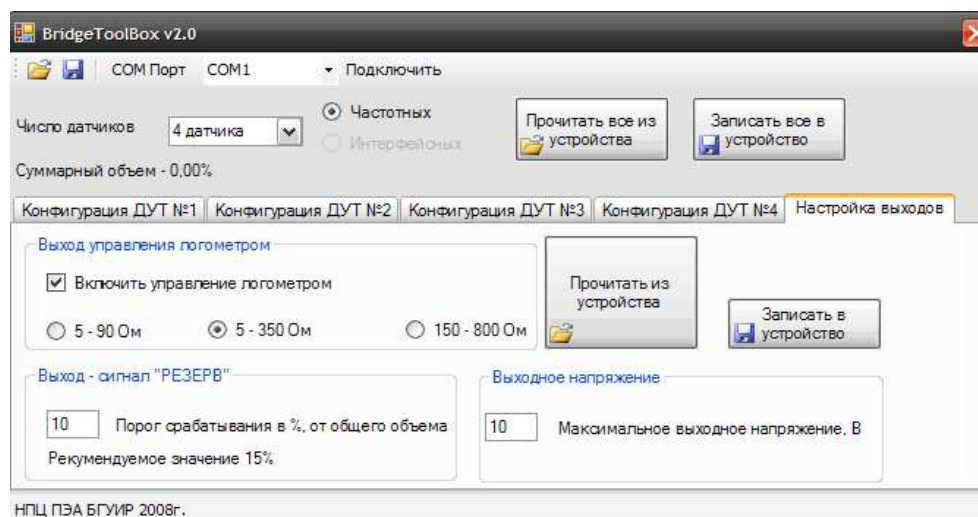 BridgeToolBox v2.0
COM Порт COM1 Подключить
Число датчиков 4 датчика
Частотных
Интерфейсных
Прочитать все из
устройства
Записать все в
устройство
Суммарный объем - 0,00%
Конфигурация ДУТ №1 Конфигурация ДУТ №2 Конфигурация ДУТ №3 Конфигурация ДУТ №4 Настройка выходов
Выход управления логометром
Включить управление логометром
5 - 90 Ом 5 - 350 Ом 150 - 800 Ом
Прочитать из
устройства
Записать в
устройство
Выход - сигнал "РЕЗЕРВ"
10 Порог срабатывания в %, от общего объема
Рекомендуемое значение 15%
Выходное напряжение
10 Максимальное выходное напряжение, В
НПЦ ПЭА БГУИР 2008г.